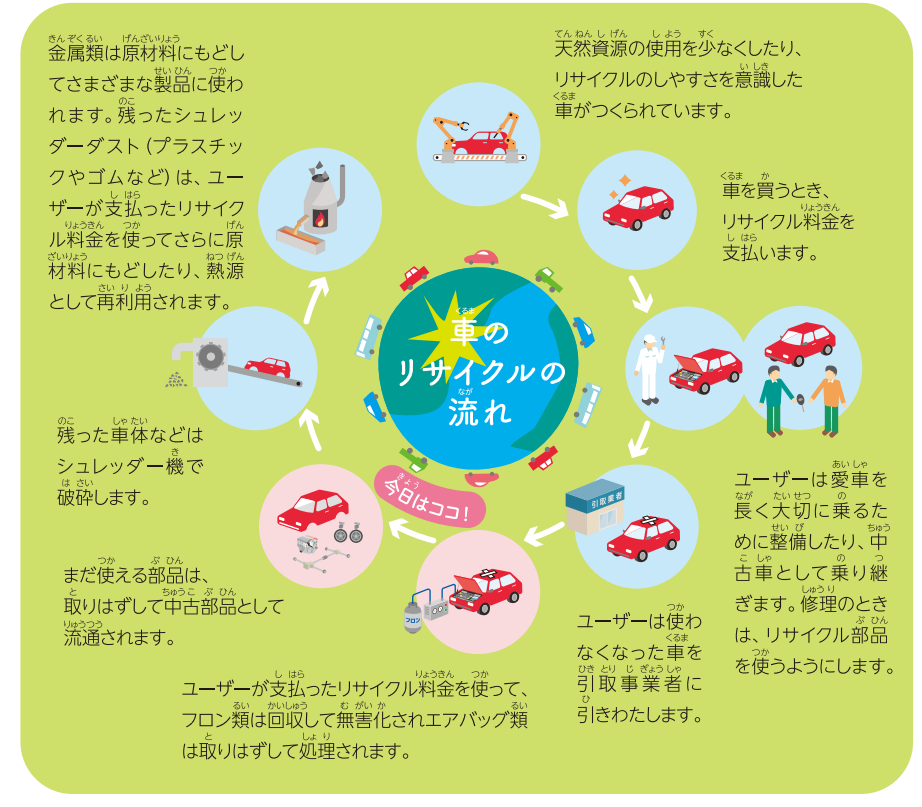 車の
リサイクルの
流れ
天然資源の使用を少なくしたり、
リサイクルのしやすさを意識した
車がつくられています。
車を買うとき、
リサイクル料金を
支払います。
ユーザーは愛車を
長く大切に乗るた
めに整備したり、中
古車として乗り継
ぎます。修理のとき
は、リサイクル部品
を使うようにします。
引取業者
ユーザーは使わ
なくなった車を
引取事業者に
引きわたします。
今日はココ!
フロン
ユーザーが支払ったリサイクル料金を使って、
フロン類は回収して無害化されエアバッグ類
は取りはずして処理されます。
まだ使える部品は、
取りはずして中古部品として
流通されます。
残った車体などは
シュレッダー機で
破砕します。
金属類は原材料にもどし
てさまざまな製品に使わ
れます。残ったシュレッ
ダーダスト(プラスチッ
クやゴムなど)は、ユー
ザーが支払ったリサイク
ル料金を使ってさらに原
材料にもどしたり、熱源
として再利用されます。